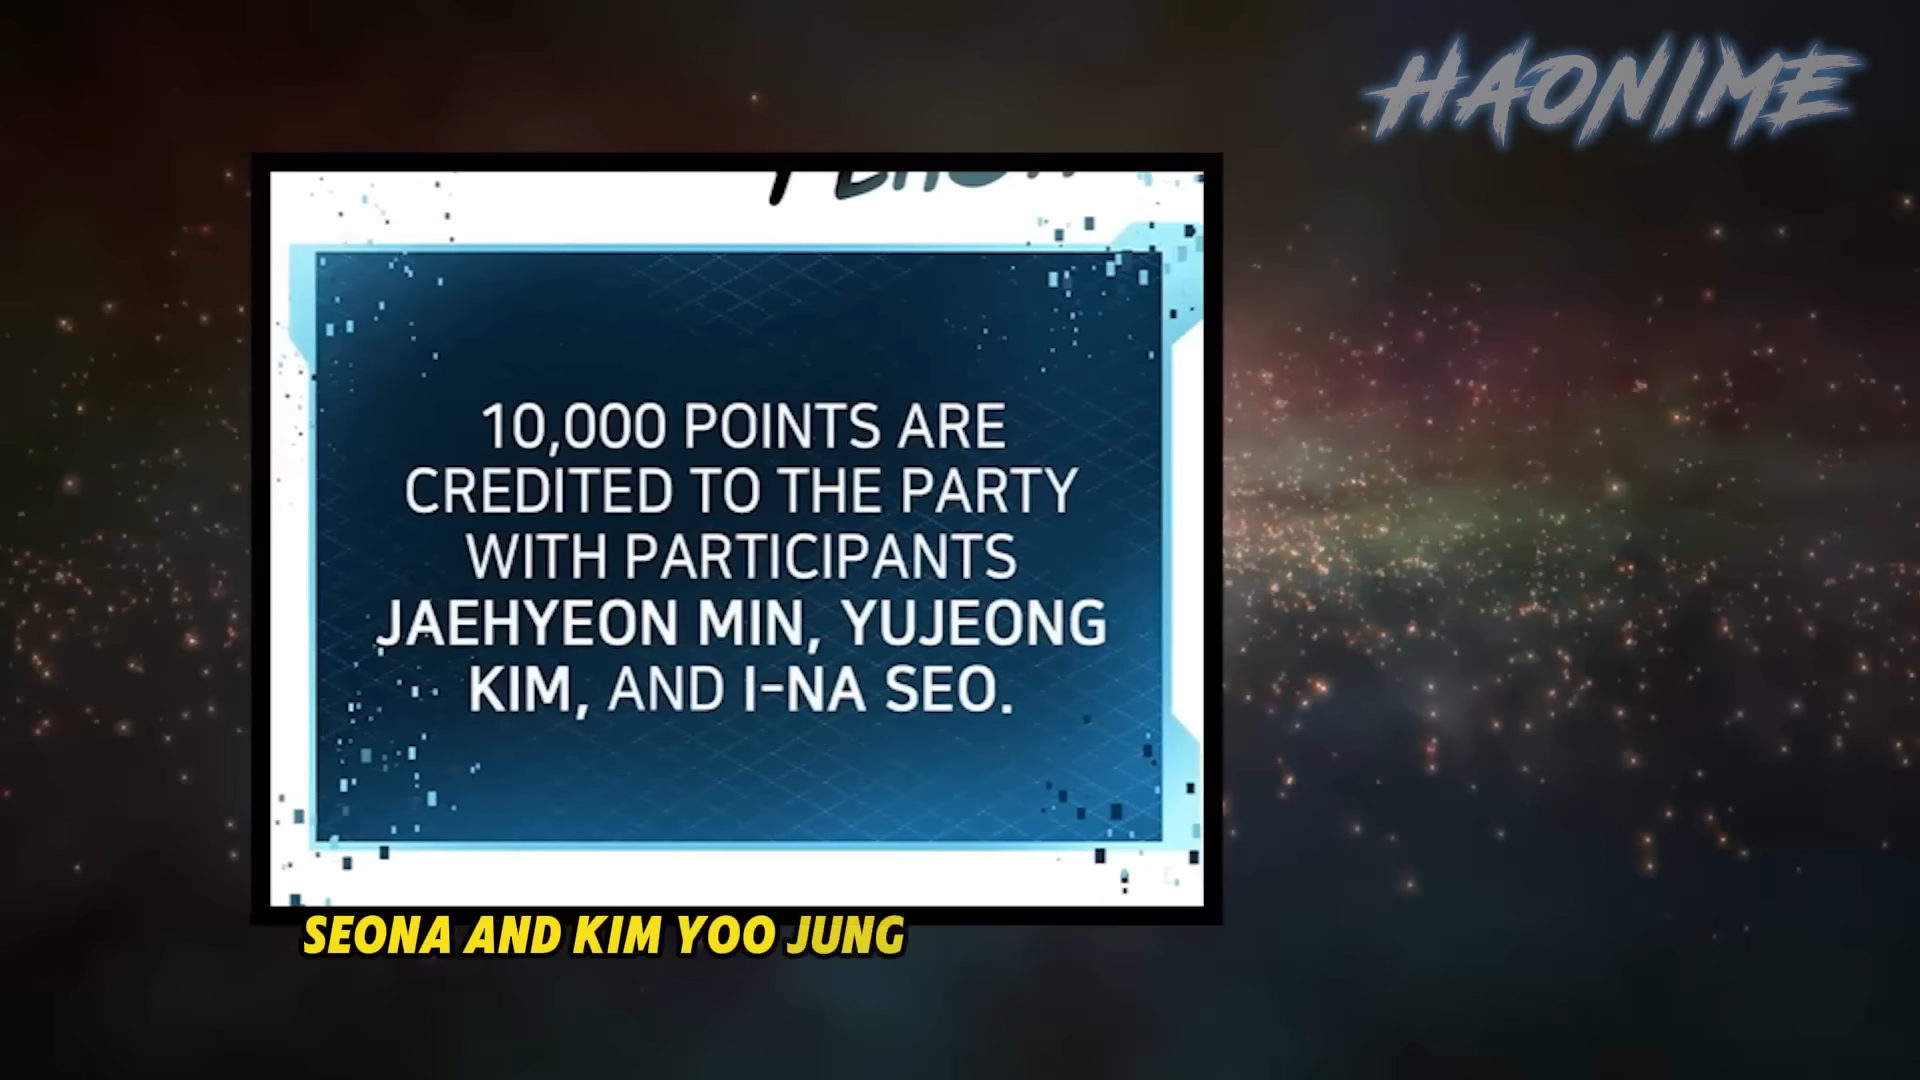 HAONIME
10,000 POINTS ARE
CREDITED TO THE PARTY
WITH PARTICIPANTS
JAEHYEON MIN, YUJEONG
KIM, AND I-NA SEO.
SEONA AND KIM YOO JUNG